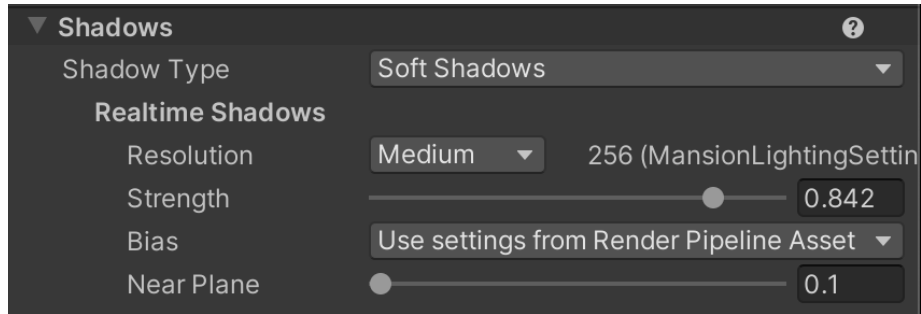 Shadows
Shadow Type Soft Shadows
Realtime Shadows
Resolution Medium 256 (MansionLightingSettin
Strength 0.842
Bias Use settings from Render Pipeline Asset
Near Plane 0.1